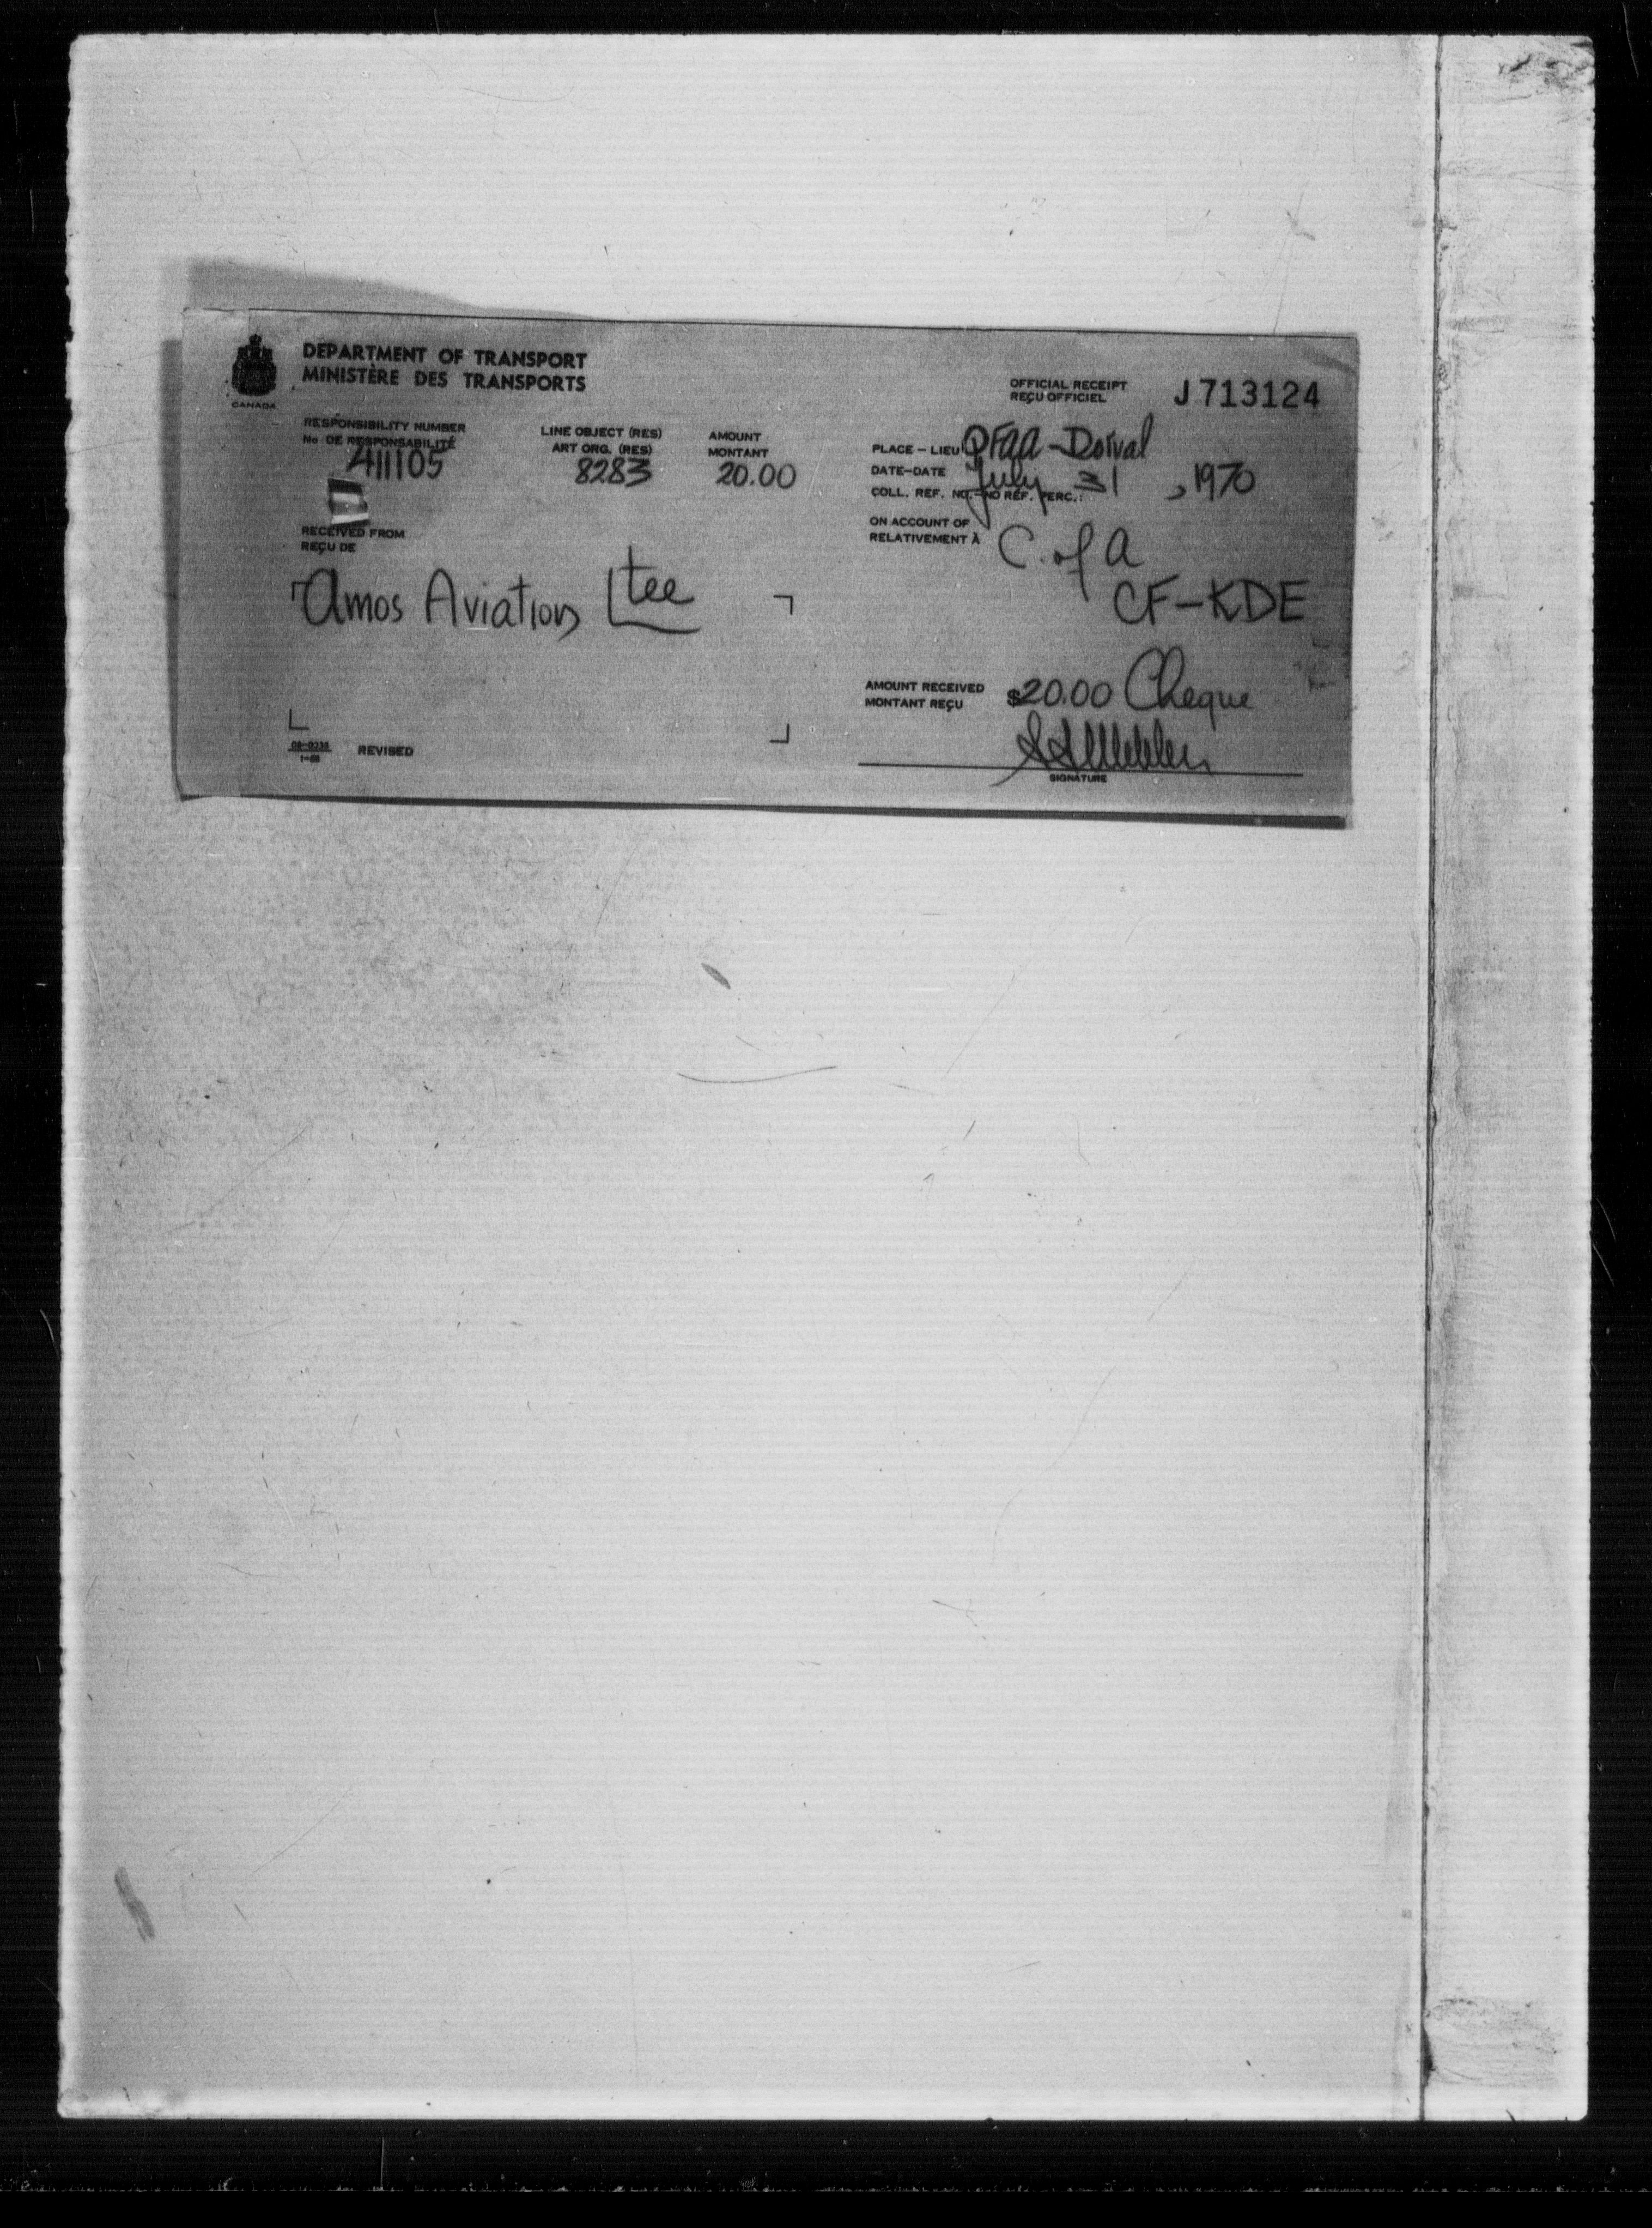 DEPARTMENT OF TRANSPORT
MINISTÈRE DES TRANSPORTS
CANADA
OFFICIAL RECEIPT
REÇU OFFICIEL
J 713124
RESPONSIBILITY NUMBER
No DE RESPONSABILITÉ
411105
LINE OBJECT (RES)
ART ORG. (RES)
8283
AMOUNT
MONTANT
20.00
PLACE - LIEU QFAA - Dorval
DATE-DATE July 31, 1970
COLL. REF. NO.-NO REF. PERC.:
RECEIVED FROM
REÇU DE
Amos Aviation Ltee
ON ACCOUNT OF
RELATIVEMENT À
C. of A
CF-KDE
AMOUNT RECEIVED
MONTANT REÇU
$20.00 Cheque
SIGNATURE
REVISED